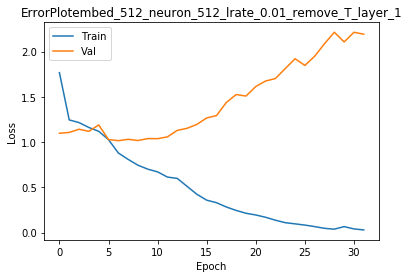 ErrorPlotembed_512_neuron_512_lrate_0.01_remove_T_layer_1
Train
Val
2.0
1.5
1.0
0.5
0.0
Loss
0 5 10 15 20 25 30
Epoch